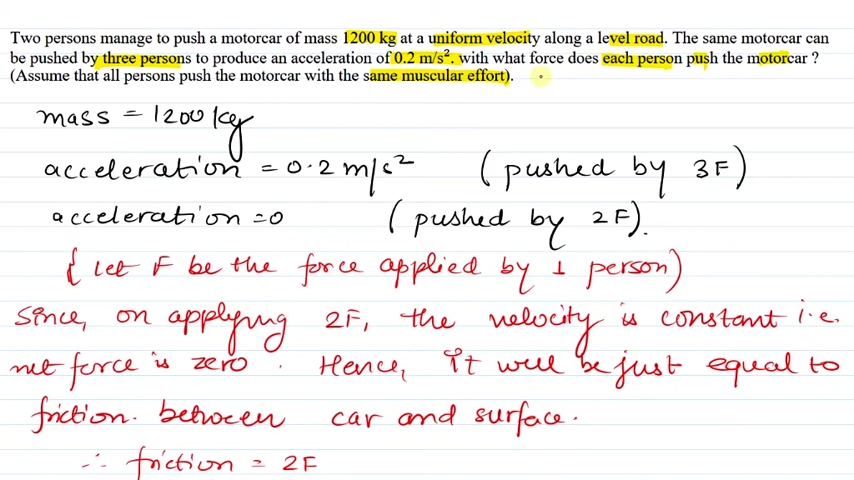 Two persons manage to push a motorcar of mass 1200 kg at a uniform velocity along a level road. The same motorcar can
be pushed by three persons to produce an acceleration of 0.2 m/s². with what force does each person push the motorcar ?
(Assume that all persons push the motorcar with the same muscular effort).
mass = 1200 kg
acceleration = 0.2 m/s² (pushed by 3F)
acceleration = 0 (pushed by 2F).
{ Let F be the force applied by 1 person)
Since, on applying 2F, the velocity is constant i.e.
net force is zero. Hence, it will be just equal to
friction. between car and surface.
∴ friction = 2F